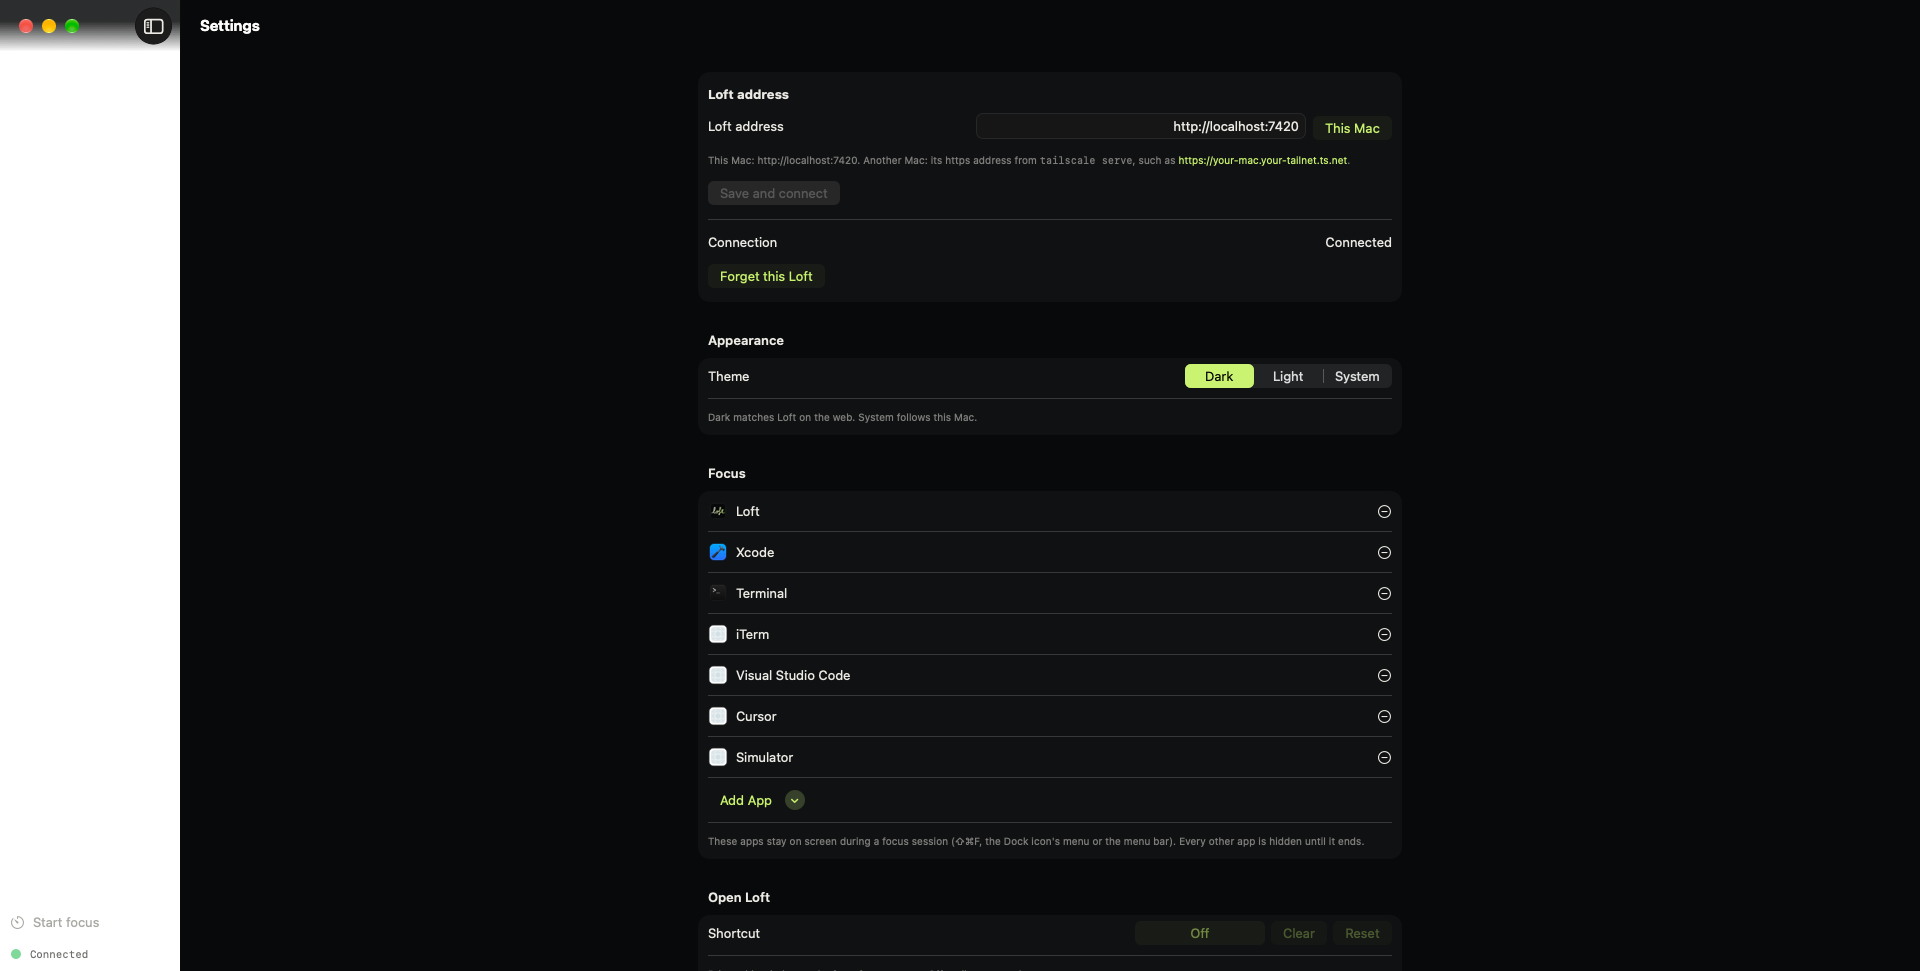 Settings
Loft address
Loft address
http://localhost:7420
This Mac
This Mac: http://localhost:7420. Another Mac: its https address from tailscale serve, such as https://your-mac.your-tailnet.ts.net.
Save and connect
Connection
Connected
Forget this Loft
Appearance
Theme
Dark
Light
System
Dark matches Loft on the web. System follows this Mac.
Focus
Loft
Xcode
Terminal
iTerm
Visual Studio Code
Cursor
Simulator
Add App
These apps stay on screen during a focus session (⇧⌘F, the Dock icon's menu or the menu bar). Every other app is hidden until it ends.
Open Loft
Shortcut
Off
Clear
Reset
Start focus
Connected